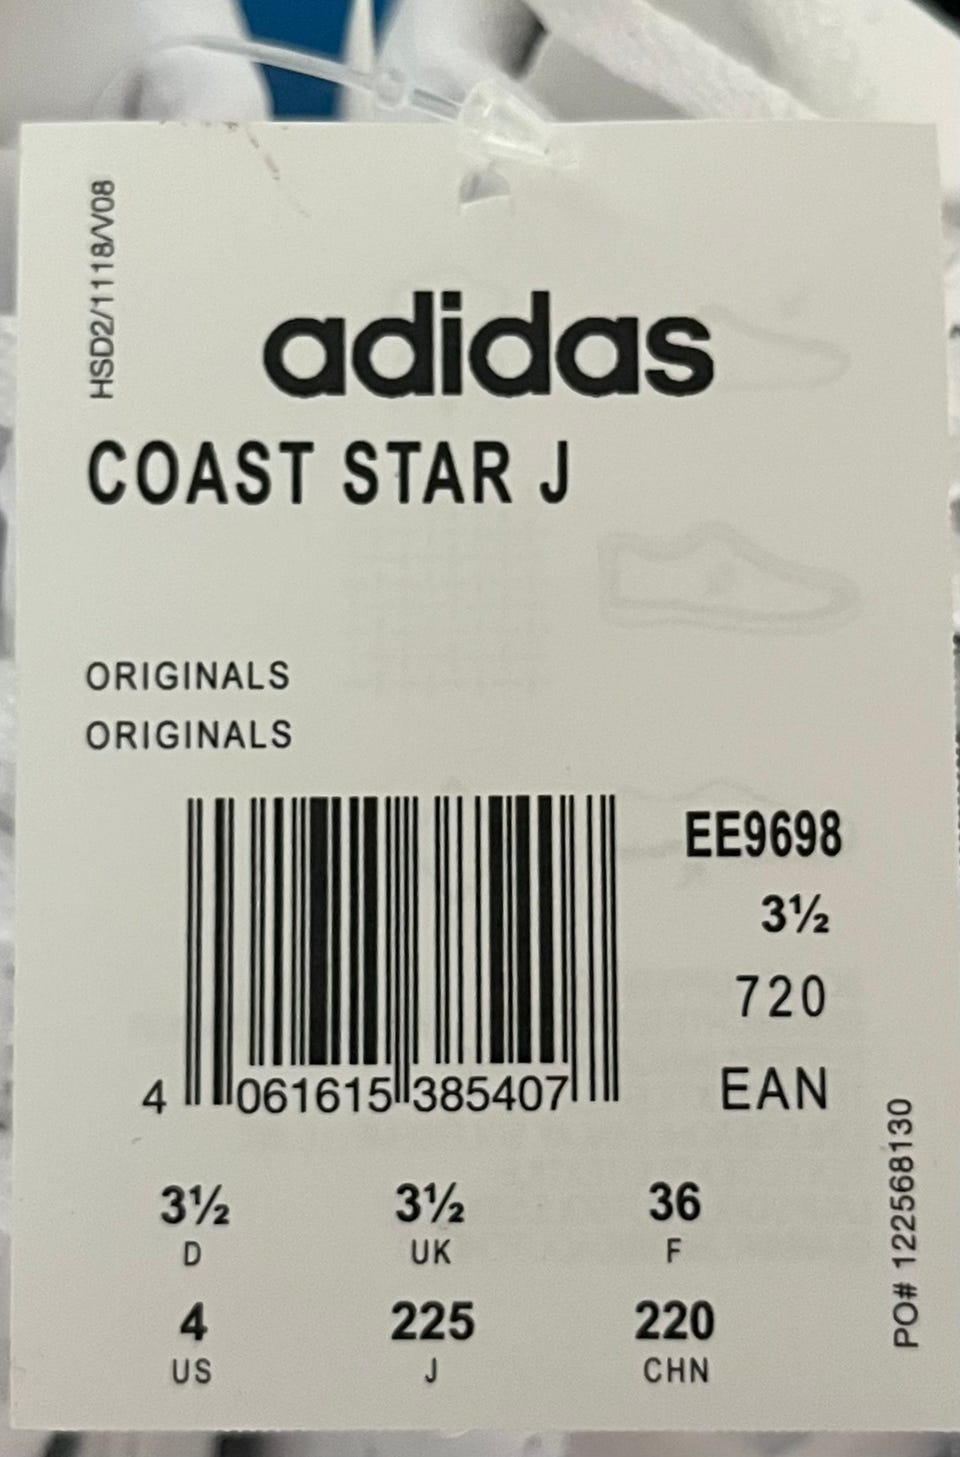 HSD2/1118/V08
adidas
COAST STAR J
ORIGINALS
ORIGINALS
EE9698
3½
720
EAN
4 061615 385407
3½ 3½ 36
D UK F
4 225 220
US J CHN
PO# 122568130